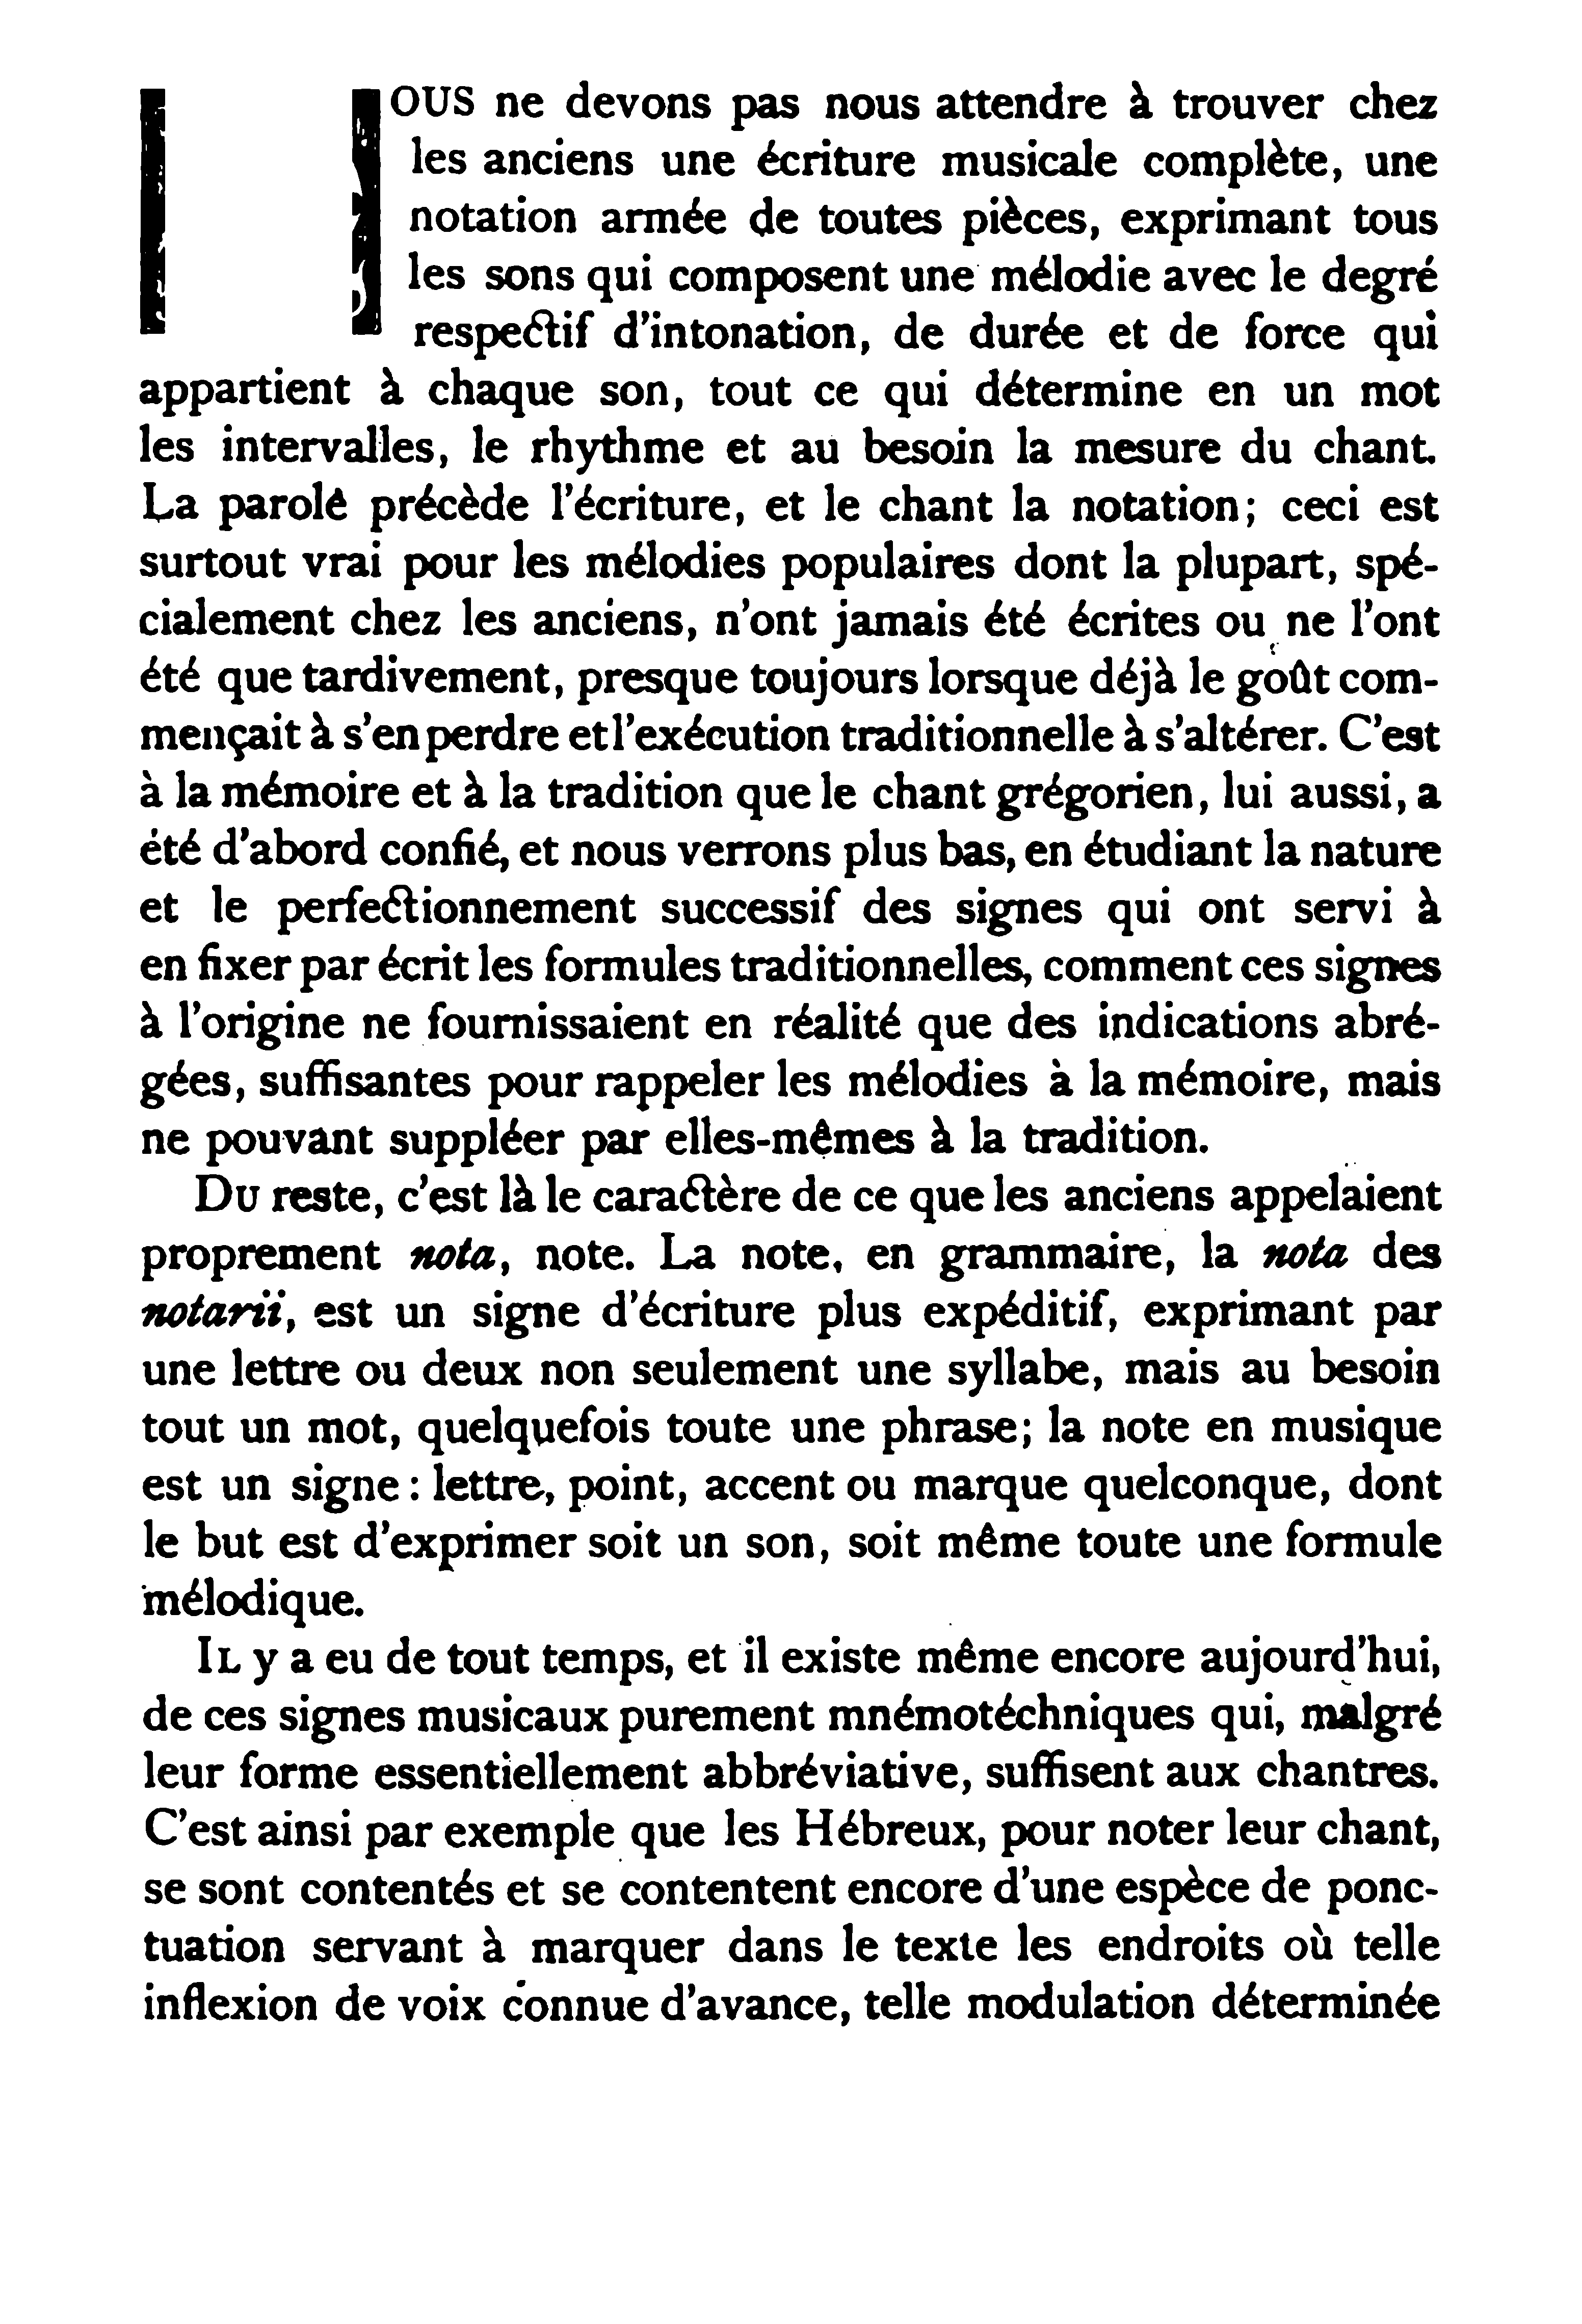 OUS ne devons pas nous attendre à trouver chez
les anciens une écriture musicale complète, une
notation armée de toutes pièces, exprimant tous
les sons qui composent une mélodie avec le degré
respectif d'intonation, de durée et de force qui
appartient à chaque son, tout ce qui détermine en un mot
les intervalles, le rhythme et au besoin la mesure du chant.
La parole précède l'écriture, et le chant la notation; ceci est
surtout vrai pour les mélodies populaires dont la plupart, spé-
cialement chez les anciens, n'ont jamais été écrites ou ne l'ont
été que tardivement, presque toujours lorsque déjà le goût com-
mençait à s'en perdre et l'exécution traditionnelle à s'altérer. C'est
à la mémoire et à la tradition que le chant grégorien, lui aussi, a
été d'abord confié, et nous verrons plus bas, en étudiant la nature
et le perfectionnement successif des signes qui ont servi à
en fixer par écrit les formules traditionnelles, comment ces signes
à l'origine ne fournissaient en réalité que des indications abré-
gées, suffisantes pour rappeler les mélodies à la mémoire, mais
ne pouvant suppléer par elles-mêmes à la tradition.
DU reste, c'est là le caractère de ce que les anciens appelaient
proprement nota, note. La note, en grammaire, la nota des
notarii, est un signe d'écriture plus expéditif, exprimant par
une lettre ou deux non seulement une syllabe, mais au besoin
tout un mot, quelquefois toute une phrase; la note en musique
est un signe : lettre, point, accent ou marque quelconque, dont
le but est d'exprimer soit un son, soit même toute une formule
mélodique.
IL y a eu de tout temps, et il existe même encore aujourd'hui,
de ces signes musicaux purement mnémotéchniques qui, malgré
leur forme essentiellement abbréviative, suffisent aux chantres.
C'est ainsi par exemple que les Hébreux, pour noter leur chant,
se sont contentés et se contentent encore d'une espèce de ponc-
tuation servant à marquer dans le texte les endroits où telle
inflexion de voix connue d'avance, telle modulation déterminée